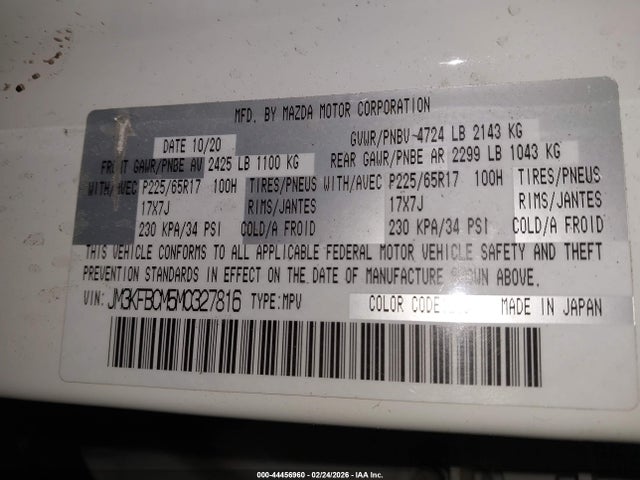 MFD. BY MAZDA MOTOR CORPORATION
DATE 10/20 GVWR/PNBV 4724 LB 2143 KG
FRONT GAWR/PNBE AV 2425 LB 1100 KG REAR GAWR/PNBE AR 2299 LB 1043 KG
WITH/AVEC P225/65R17 100H TIRES/PNEUS WITH/AVEC P225/65R17 100H TIRES/PNEUS
17X7J RIMS/JANTES 17X7J RIMS/JANTES
230 KPA/34 PSI COLD/A FROID 230 KPA/34 PSI COLD/A FROID
THIS VEHICLE CONFORMS TO ALL APPLICABLE FEDERAL MOTOR VEHICLE SAFETY AND THEFT
PREVENTION STANDARDS IN EFFECT ON THE DATE OF MANUFACTURE SHOWN ABOVE.
VIN: JM3KFBCM5M0327816 TYPE:MPV COLOR CODE: MADE IN JAPAN
000-44456960 - 02/24/2026 - IAA Inc.